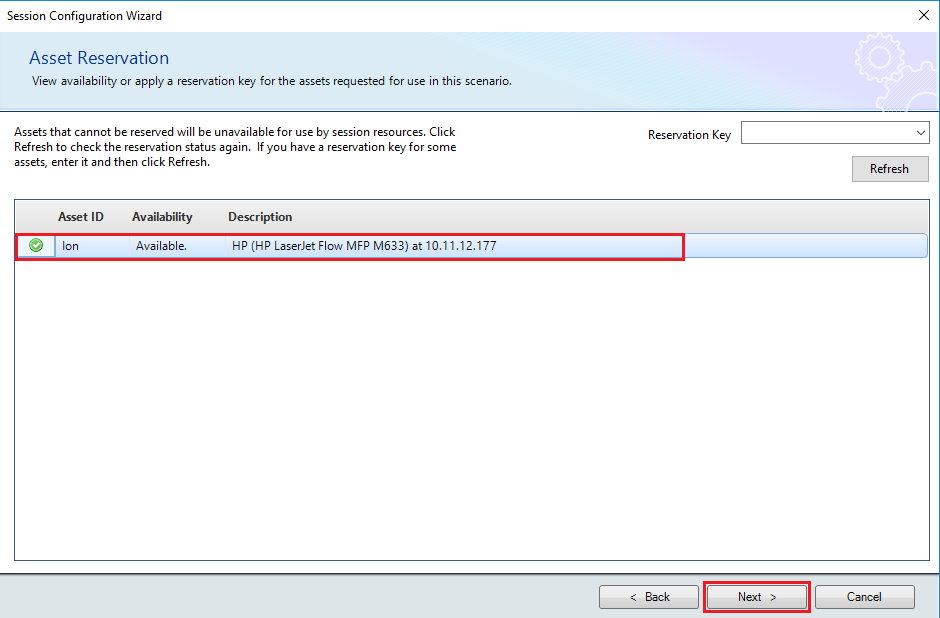 Session Configuration Wizard
Asset Reservation
View availability or apply a reservation key for the assets requested for use in this scenario.
Assets that cannot be reserved will be unavailable for use by session resources. Click
Refresh to check the reservation status again. If you have a reservation key for some
assets, enter it and then click Refresh.
Reservation Key
Refresh
Asset ID Availability Description
Ion Available. HP (HP LaserJet Flow MFP M633) at 10.11.12.177
< Back Next > Cancel